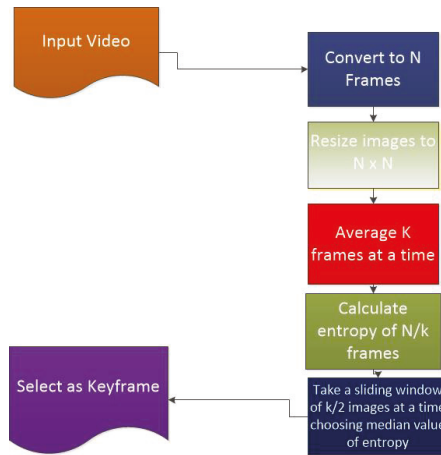 Input Video
Convert to N
Frames
Resize images to
N x N
Average K
frames at a time
Calculate
entropy of N/k
frames
Take a sliding window
of k/2 images at a time
choosing median value
of entropy
Select as Keyframe